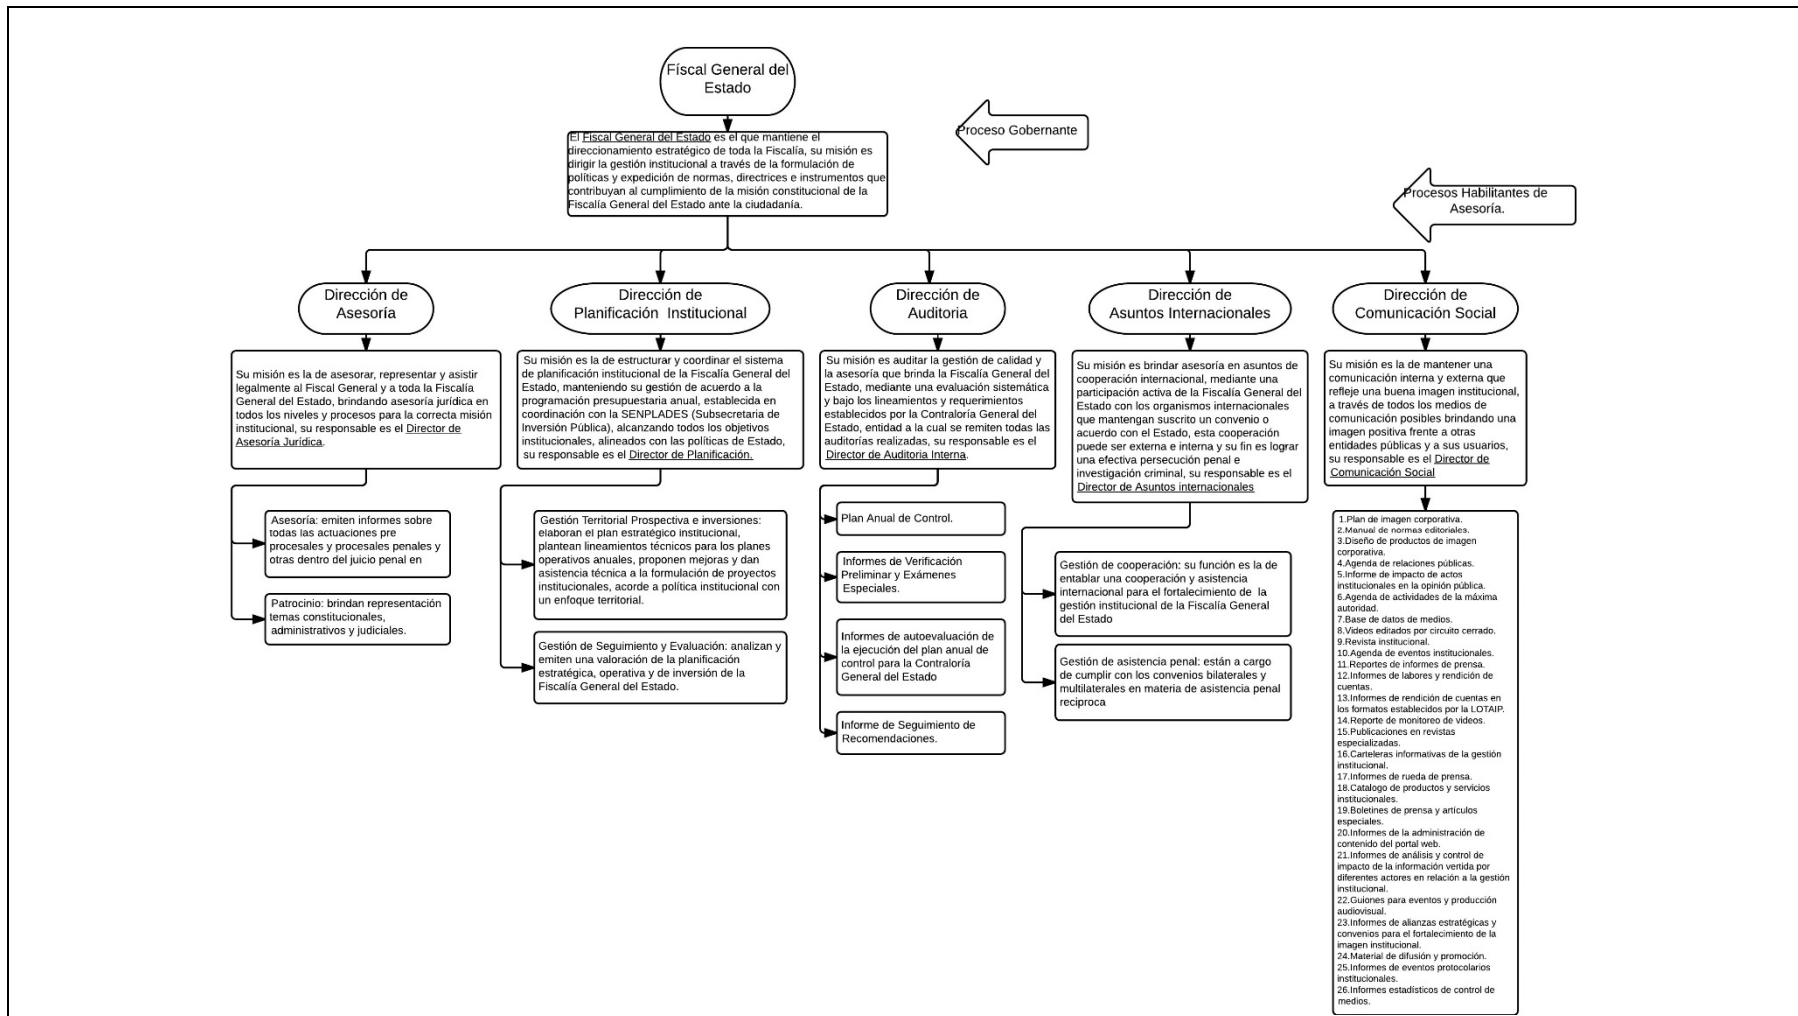 Físcal General del
Estado
Proceso Gobernante
El Fiscal General del Estado es el que mantiene el
direccionamiento estratégico de toda la Fiscalía, su misión es
dirigir la gestión institucional a través de la formulación de
políticas y expedición de normas, directrices e instrumentos que
contribuyan al cumplimiento de la misión constitucional de la
Fiscalía General del Estado ante la ciudadanía.
Procesos Habilitantes de
Asesoría.
Dirección de
Asesoría
Su misión es la de asesorar, representar y asistir
legalmente al Fiscal General y a toda la Fiscalía
General del Estado, brindando asesoría jurídica en
todos los niveles y procesos para la correcta misión
institucional, su responsable es el Director de
Asesoría Jurídica.
Asesoría: emiten informes sobre
todas las actuaciones pre
procesales y procesales penales y
otras dentro del juicio penal en
Patrocinio: brindan representación
temas constitucionales,
administrativos y judiciales.
Dirección de
Planificación Institucional
Su misión es la de estructurar y coordinar el sistema
de planificación institucional de la Fiscalía General del
Estado, manteniendo su gestión de acuerdo a la
programación presupuestaria anual, establecida en
coordinación con la SENPLADES (Subsecretaria de
Inversión Pública), alcanzando todos los objetivos
institucionales, alineados con las políticas de Estado,
su responsable es el Director de Planificación.
Gestión Territorial Prospectiva e inversiones:
elaboran el plan estratégico institucional,
plantean lineamientos técnicos para los planes
operativos anuales, proponen mejoras y dan
asistencia técnica a la formulación de proyectos
institucionales, acorde a política institucional con
un enfoque territorial.
Gestión de Seguimiento y Evaluación: analizan y
emiten una valoración de la planificación
estratégica, operativa y de inversión de la
Fiscalía General del Estado.
Dirección de
Auditoria
Su misión es auditar la gestión de calidad y
la asesoría que brinda la Fiscalía General del
Estado, mediante una evaluación sistemática
y bajo los lineamientos y requerimientos
establecidos por la Contraloría General del
Estado, entidad a la cual se remiten todas las
auditorías realizadas, su responsable es el
Director de Auditoria Interna.
Plan Anual de Control.
Informes de Verificación
Preliminar y Exámenes
Especiales.
Informes de autoevaluación de
la ejecución del plan anual de
control para la Contraloría
General del Estado
Informe de Seguimiento de
Recomendaciones.
Dirección de
Asuntos Internacionales
Su misión es brindar asesoría en asuntos de
cooperación internacional, mediante una
participación activa de la Fiscalía General del
Estado con los organismos internacionales
que mantengan suscrito un convenio o
acuerdo con el Estado, esta cooperación
puede ser externa e interna y su fin es lograr
una efectiva persecución penal e
investigación criminal, su responsable es el
Director de Asuntos internacionales
Gestión de cooperación: su función es la de
entablar una cooperación y asistencia
internacional para el fortalecimiento de la
gestión institucional de la Fiscalía General
del Estado
Gestión de asistencia penal: están a cargo
de cumplir con los convenios bilaterales y
multilaterales en materia de asistencia penal
reciproca
Dirección de
Comunicación Social
Su misión es la de mantener una
comunicación interna y externa que
refleje una buena imagen institucional,
a través de todos los medios de
comunicación posibles brindando una
imagen positiva frente a otras
entidades públicas y a sus usuarios,
su responsable es el Director de
Comunicación Social
1.Plan de imagen corporativa.
2.Manual de normas editoriales.
3.Diseño de productos de imagen
corporativa.
4.Agenda de relaciones públicas.
5.Informe de impacto de actos
institucionales en la opinión pública.
6.Agenda de actividades de la máxima
autoridad.
7.Base de datos de medios.
8.Videos editados por circuito cerrado.
9.Revista institucional.
10.Agenda de eventos institucionales.
11.Reportes de informes de prensa.
12.Informes de labores y rendición de
cuentas.
13.Informes de rendición de cuentas en
los formatos establecidos por la LOTAIP.
14.Reporte de monitoreo de videos.
15.Publicaciones en revistas
especializadas.
16.Carteleras informativas de la gestión
institucional.
17.Informes de rueda de prensa.
18.Catalogo de productos y servicios
institucionales.
19.Boletines de prensa y artículos
especiales.
20.Informes de la administración de
contenido del portal web.
21.Informes de análisis y control de
impacto de la información vertida por
diferentes actores en relación a la gestión
institucional.
22.Guiones para eventos y producción
audiovisual.
23.Informes de alianzas estratégicas y
convenios para el fortalecimiento de la
imagen institucional.
24.Material de difusión y promoción.
25.Informes de eventos protocolarios
institucionales.
26.Informes estadísticos de control de
medios.